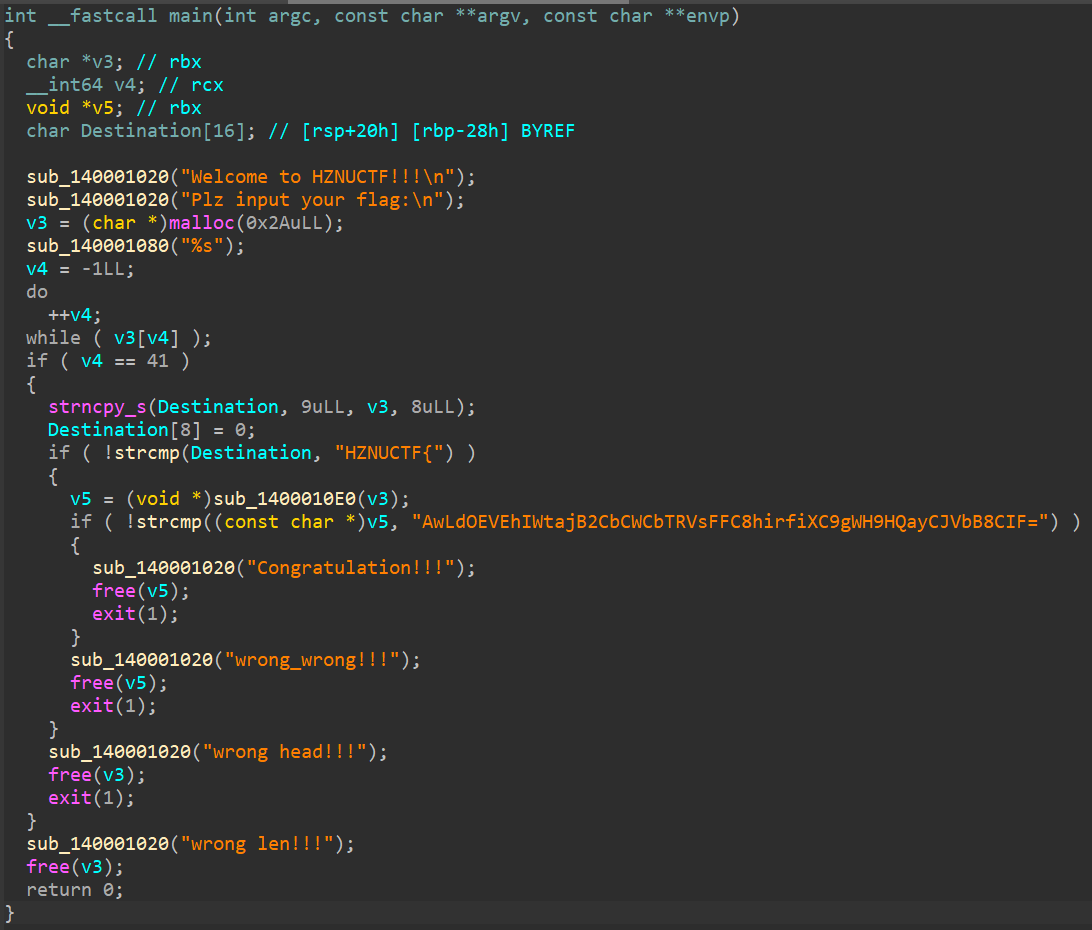 int __fastcall main(int argc, const char **argv, const char **envp)
{
  char *v3; // rbx
  __int64 v4; // rcx
  void *v5; // rbx
  char Destination[16]; // [rsp+20h] [rbp-28h] BYREF

  sub_140001020("Welcome to HZNUCTF!!!\n");
  sub_140001020("Plz input your flag:\n");
  v3 = (char *)malloc(0x2AuLL);
  sub_140001080("%s");
  v4 = -1LL;
  do
    ++v4;
  while ( v3[v4] );
  if ( v4 == 41 )
  {
    strncpy_s(Destination, 9uLL, v3, 8uLL);
    Destination[8] = 0;
    if ( !strcmp(Destination, "HZNUCTF{") )
    {
      v5 = (void *)sub_1400010E0(v3);
      if ( !strcmp((const char *)v5, "AwLdOEVEhIWtajB2CbCWCbTRVsFFC8hirfiXC9gWH9HQayCJVbB8CIF=") )
      {
        sub_140001020("Congratulation!!!");
        free(v5);
        exit(1);
      }
      sub_140001020("wrong_wrong!!!");
      free(v5);
      exit(1);
    }
    sub_140001020("wrong head!!!");
    free(v3);
    exit(1);
  }
  sub_140001020("wrong len!!!");
  free(v3);
  return 0;
}